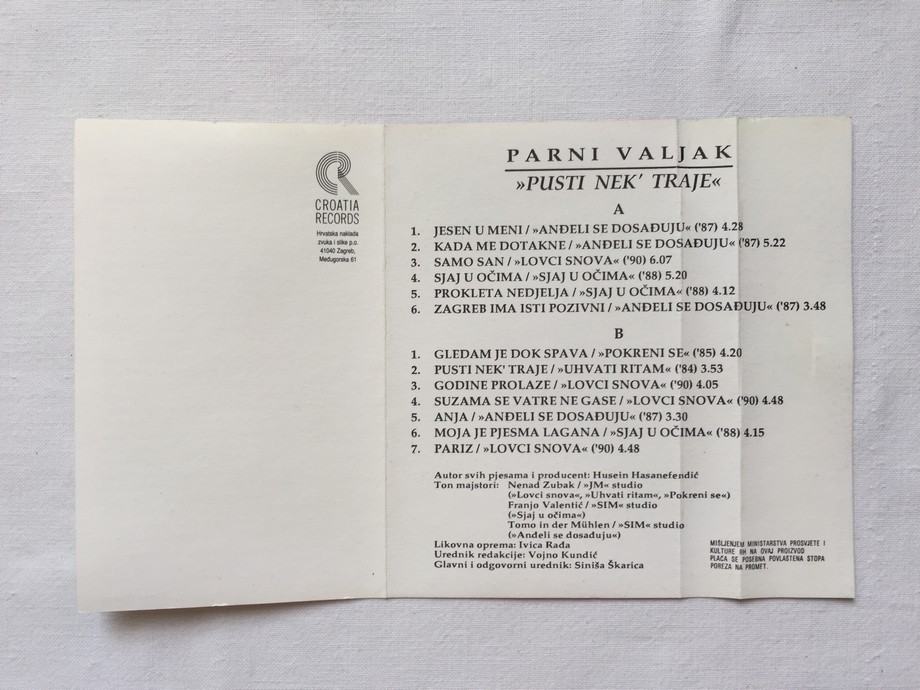 CROATIA
RECORDS
Hrvatska naklada
zvuka i slike p.o.
41040 Zagreb,
Međugorska 61
PARNI VALJAK
»PUSTI NEK' TRAJE«
A
1. JESEN U MENI / »ANĐELI SE DOSAĐUJU« ('87) 4.28
2. KADA ME DOTAKNE / »ANĐELI SE DOSAĐUJU« ('87) 5.22
3. SAMO SAN / »LOVCI SNOVA« ('90) 6.07
4. SJAJ U OČIMA / »SJAJ U OČIMA« ('88) 5.20
5. PROKLETA NEDJELJA / »SJAJ U OČIMA« ('88) 4.12
6. ZAGREB IMA ISTI POZIVNI / »ANĐELI SE DOSAĐUJU« ('87) 3.48
B
1. GLEDAM JE DOK SPAVA / »POKRENI SE« ('85) 4.20
2. PUSTI NEK' TRAJE / »UHVATI RITAM« ('84) 3.53
3. GODINE PROLAZE / »LOVCI SNOVA« ('90) 4.05
4. SUZAMA SE VATRE NE GASE / »LOVCI SNOVA« ('90) 4.48
5. ANJA / »ANĐELI SE DOSAĐUJU« ('87) 3.30
6. MOJA JE PJESMA LAGANA / »SJAJ U OČIMA« ('88) 4.15
7. PARIZ / »LOVCI SNOVA« ('90) 4.48
Autor svih pjesama i producent: Husein Hasanefendić
Ton majstori: Nenad Zubak / »JM« studio
(»Lovci snova«, »Uhvati ritam«, »Pokreni se«)
Franjo Valentić / »SIM« studio
(»Sjaj u očima«)
Tomo in der Mühlen / »SIM« studio
(»Anđeli se dosađuju«)
Likovna oprema: Ivica Rađa
Urednik redakcije: Vojno Kundić
Glavni i odgovorni urednik: Siniša Škarica
MIŠLJENJEM MINISTARSTVA PROSVJETE I
KULTURE RH NA OVAJ PROIZVOD
PLAĆA SE POSEBNA POVLAŠTENA STOPA
POREZA NA PROMET.